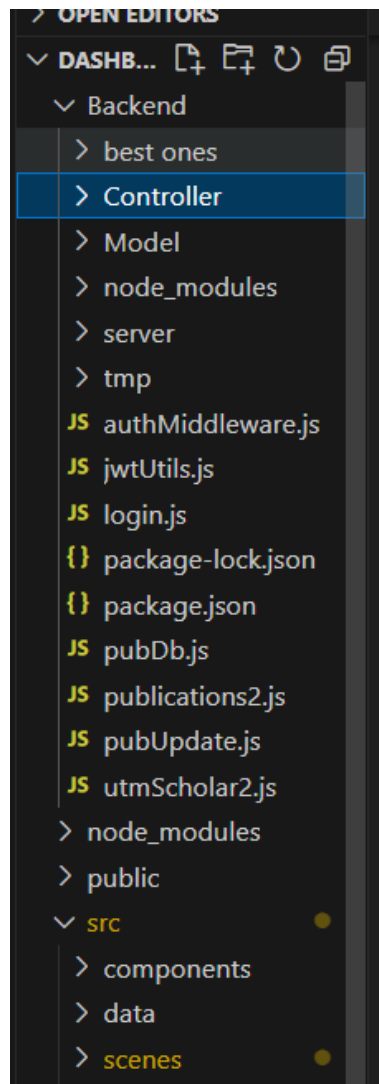 OPEN EDITORS
DASHB...
Backend
best ones
Controller
Model
node_modules
server
tmp
JS authMiddleware.js
JS jwtUtils.js
JS login.js
{} package-lock.json
{} package.json
JS pubDb.js
JS publications2.js
JS pubUpdate.js
JS utmScholar2.js
node_modules
public
src
components
data
scenes